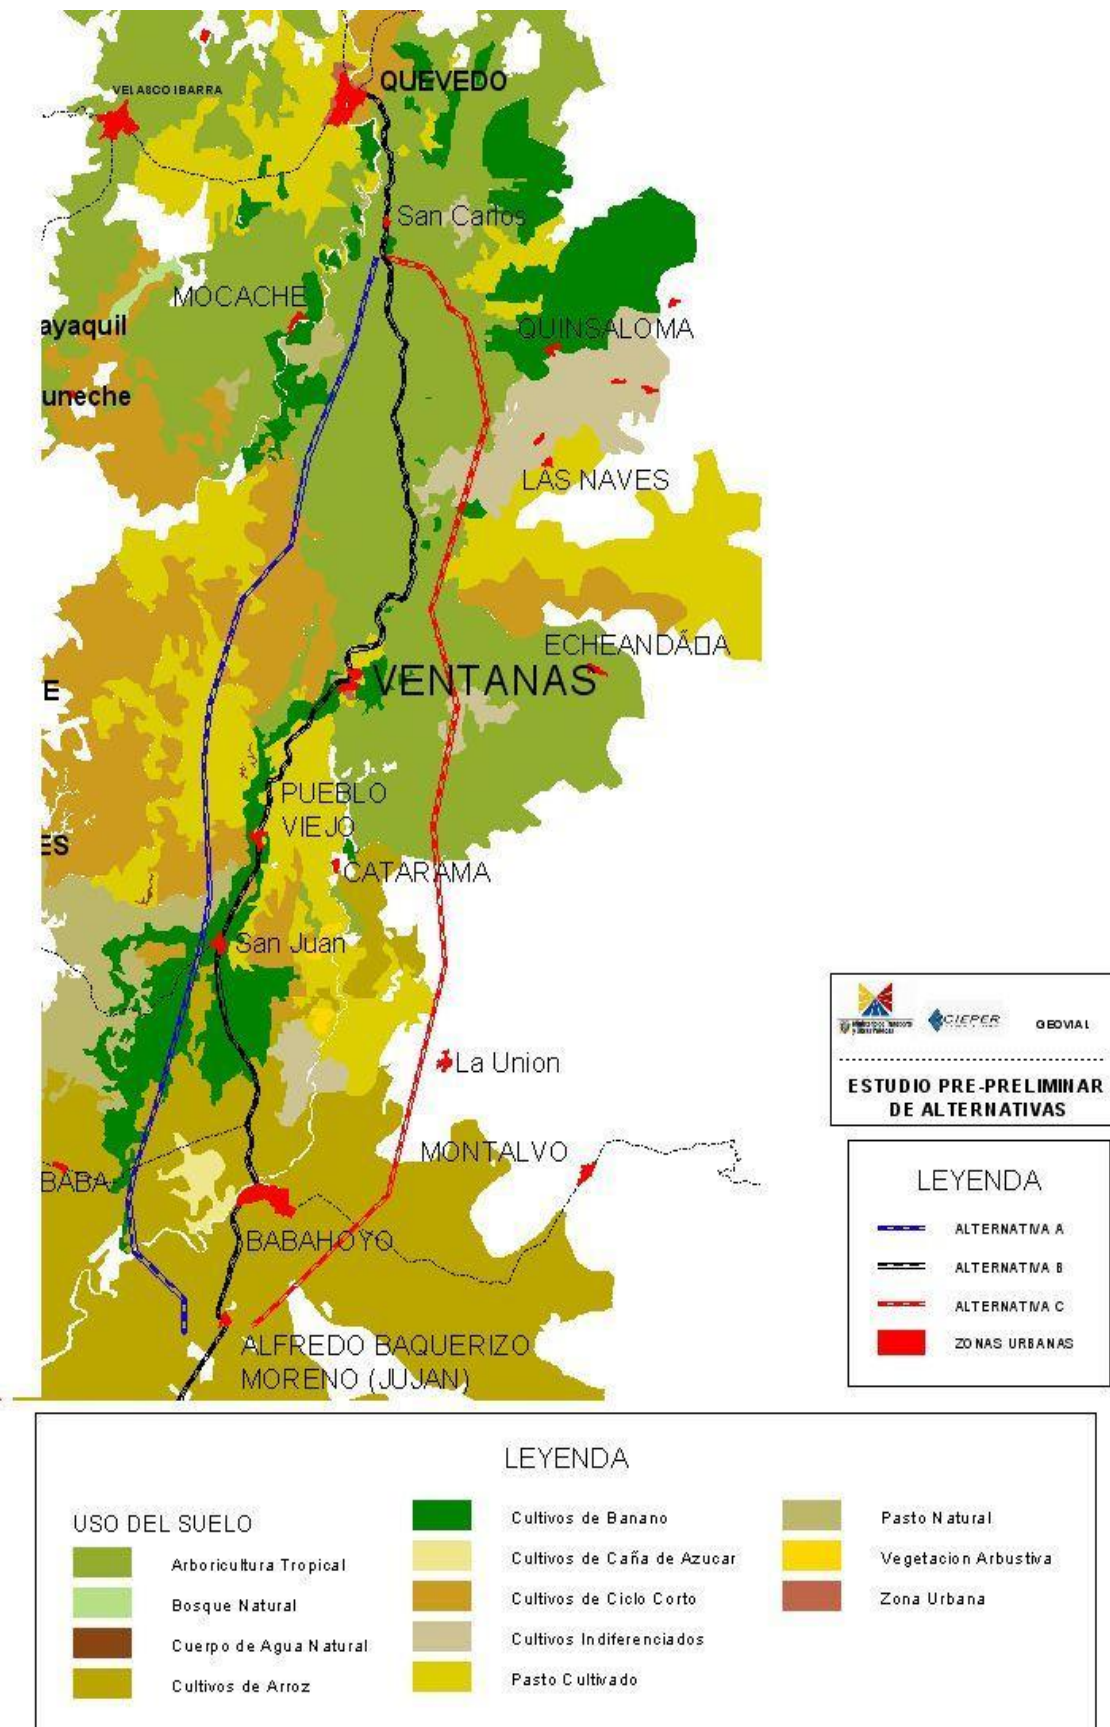 QUEVEDO
VELASCO IBARRA
San Carlos
MOCACHE
ayaquil
QUINSALOMA
uneche
LAS NAVES
ECHEANDÃ□A
E
VENTANAS
PUEBLO
VIEJO
ES
CATARAMA
San Juan
La Union
MONTALVO
BABA
BABAHOYO
ALFREDO BAQUERIZO
MORENO (JUJAN)
CIEPER
GEOVIAL
ESTUDIO PRE-PRELIMINAR
DE ALTERNATIVAS
LEYENDA
ALTERNATIVA A
ALTERNATIVA B
ALTERNATIVA C
ZONAS URBANAS
LEYENDA
USO DEL SUELO
Arboricultura Tropical
Bosque Natural
Cuerpo de Agua Natural
Cultivos de Arroz
Cultivos de Banano
Cultivos de Caña de Azucar
Cultivos de Ciclo Corto
Cultivos Indiferenciados
Pasto Cultivado
Pasto Natural
Vegetacion Arbustiva
Zona Urbana